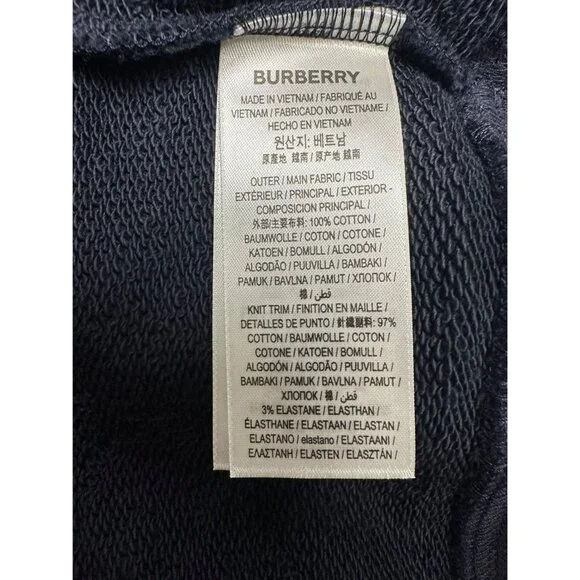 BURBERRY
MADE IN VIETNAM / FABRIQUÉ AU
VIETNAM / FABRICADO NO VIETNAME /
HECHO EN VIETNAM
원산지: 베트남
原產地 越南 / 原产地 越南
OUTER / MAIN FABRIC / TISSU
EXTÉRIEUR / PRINCIPAL / EXTERIOR -
COMPOSICION PRINCIPAL /
外部/主要布料: 100% COTTON /
BAUMWOLLE / COTON / COTONE /
KATOEN / BOMULL / ALGODÓN /
ALGODÃO / PUUVILLA / BAMBAKI /
PAMUK / BAVLNA / PAMUT / ХЛОПОК /
棉 / قطن /
KNIT TRIM / FINITION EN MAILLE /
DETALLES DE PUNTO / 針織副料: 97%
COTTON / BAUMWOLLE / COTON /
COTONE / KATOEN / BOMULL /
ALGODÓN / ALGODÃO / PUUVILLA /
BAMBAKI / PAMUK / BAVLNA / PAMUT /
ХЛОПОК / 棉 / قطن /
3% ELASTANE / ELASTHAN /
ÉLASTHANE / ELASTAAN / ELASTAN /
ELASTANO / elastano / ELASTAANI /
ΕΛΑΣΤΑΝΗ / ELASTEN / ELASZTÁN /